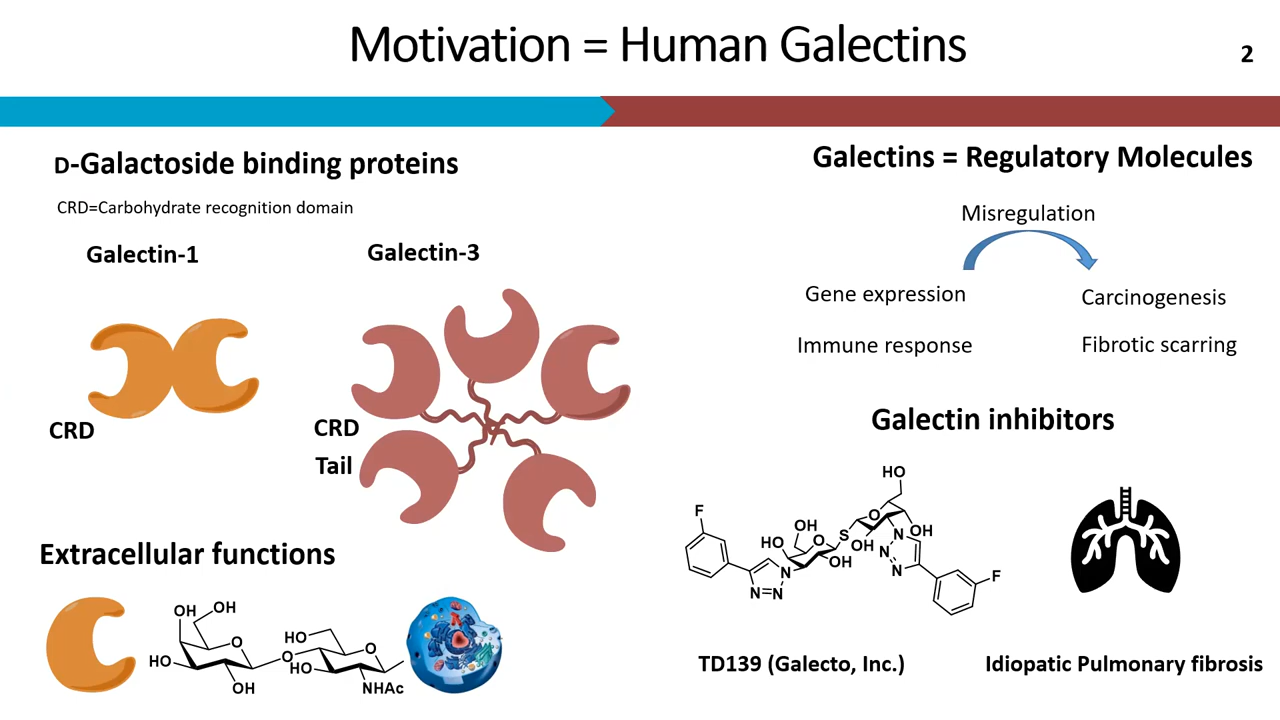 Motivation = Human Galectins
2
D-Galactoside binding proteins
CRD=Carbohydrate recognition domain
Galectin-1
Galectin-3
CRD
CRD
Tail
Extracellular functions
OH
OH
O
HO
OH
O
HO
HO
O
NHAc
Galectins = Regulatory Molecules
Misregulation
Gene expression
Carcinogenesis
Immune response
Fibrotic scarring
Galectin inhibitors
HO
F
O
OH
HO
O
S
OH
N
OH
OH
N
N
N
N=N
F
TD139 (Galecto, Inc.)
Idiopatic Pulmonary fibrosis